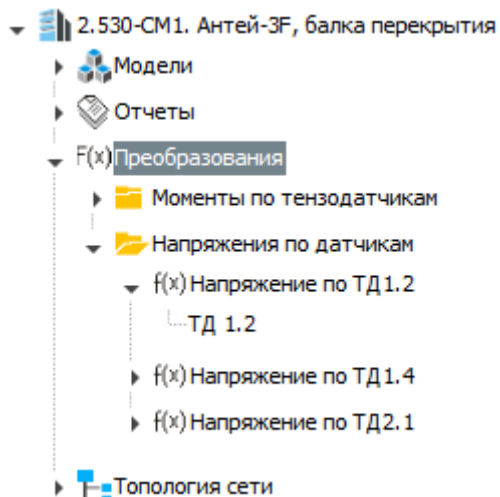 2.530-СМ1. Антей-3F, балка перекрытия
Модели
Отчеты
F(x) Преобразования
Моменты по тензодатчикам
Напряжения по датчикам
f(x) Напряжение по ТД1.2
ТД 1.2
f(x) Напряжение по ТД1.4
f(x) Напряжение по ТД2.1
Топология сети